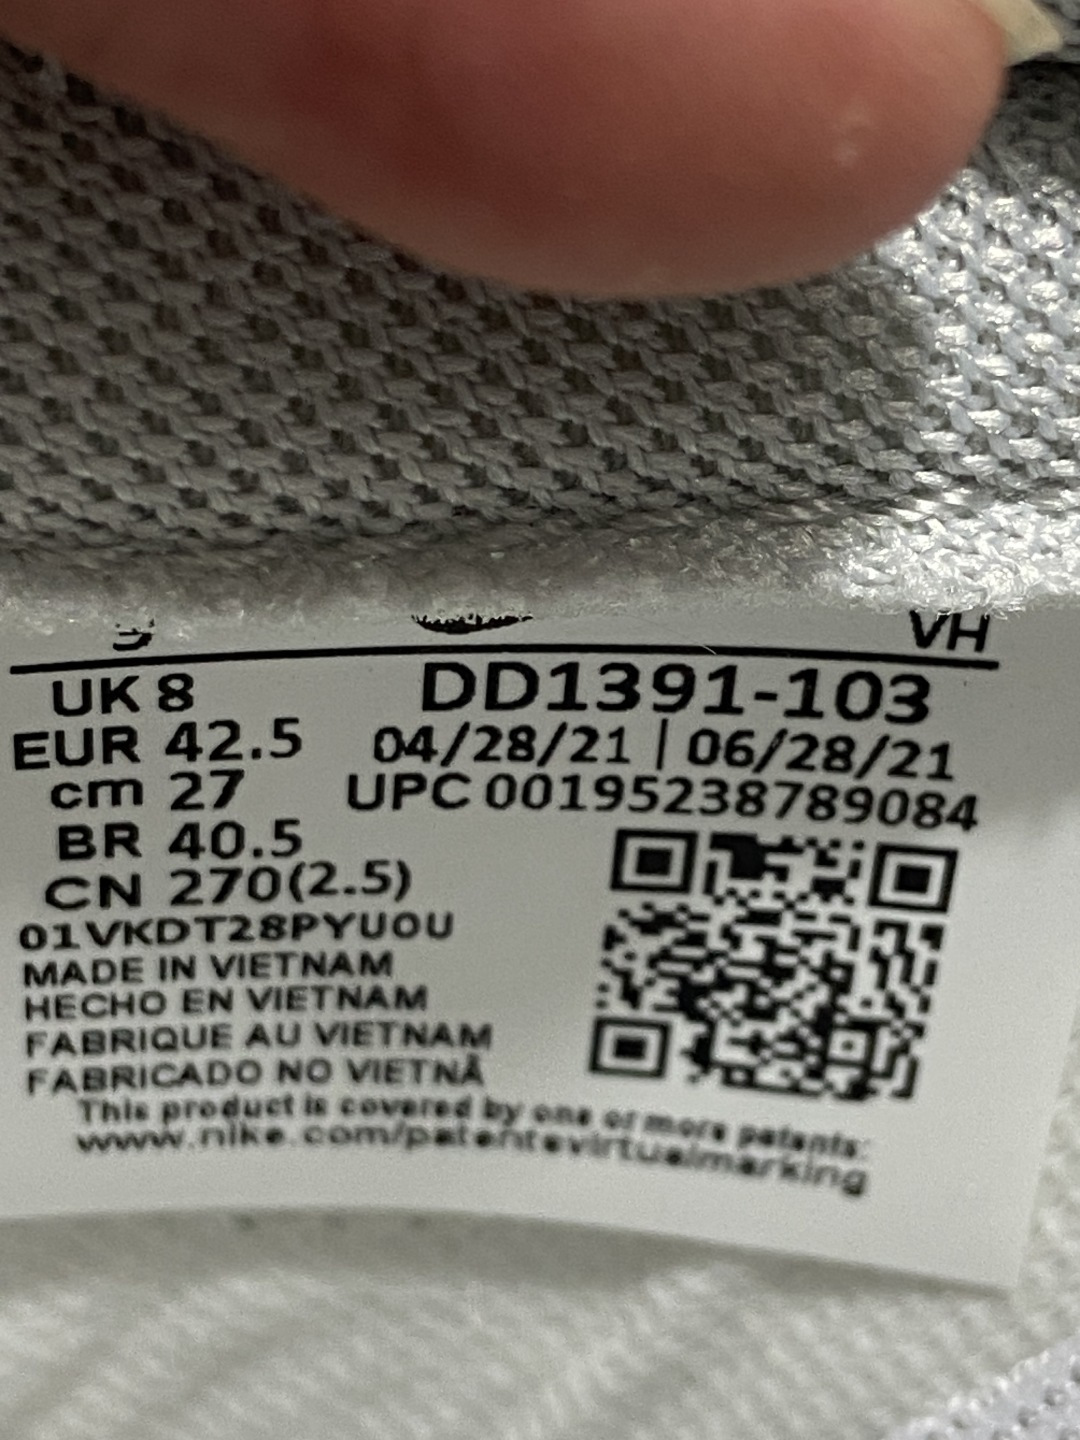 VH
UK 8
DD1391-103
EUR 42.5
04/28/21 | 06/28/21
cm 27
UPC 00195238789084
BR 40.5
CN 270(2.5)
01VKDT28PYU0U
MADE IN VIETNAM
HECHO EN VIETNAM
FABRIQUE AU VIETNAM
FABRICADO NO VIETNÃ
This product is covered by one or more patents:
www.nike.com/patentsvirtualmarking